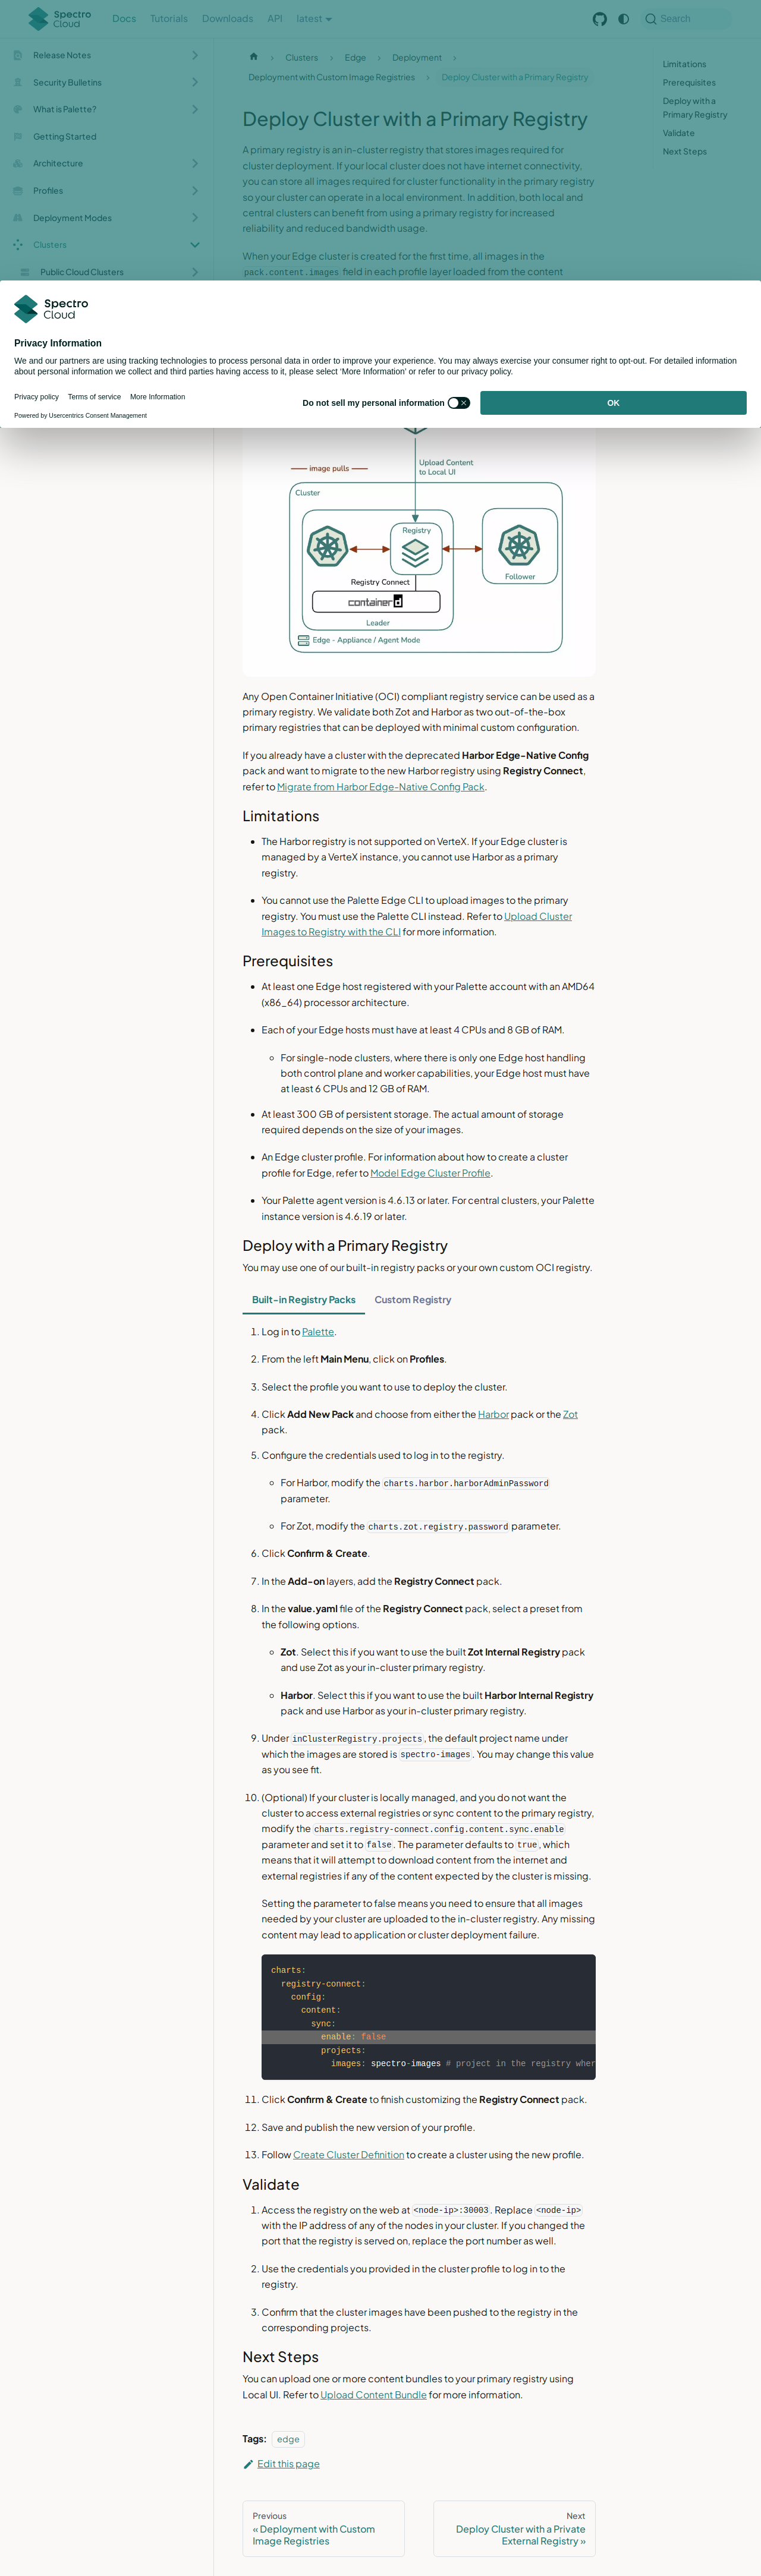 Spectro Cloud
Docs
Tutorials
Downloads
API
latest
Search
Release Notes
Security Bulletins
What is Palette?
Getting Started
Architecture
Profiles
Deployment Modes
Clusters
Public Cloud Clusters
Clusters
Edge
Deployment
Deployment with Custom Image Registries
Deploy Cluster with a Primary Registry
Limitations
Prerequisites
Deploy with a
Primary Registry
Validate
Next Steps
Deploy Cluster with a Primary Registry
A primary registry is an in-cluster registry that stores images required for
cluster deployment. If your local cluster does not have internet connectivity,
you can store all images required for cluster functionality in the primary registry
so your cluster can operate in a local environment. In addition, both local and
central clusters can benefit from using a primary registry for increased
reliability and reduced bandwidth usage.
When your Edge cluster is created for the first time, all images in the
pack.content.images field in each profile layer loaded from the content
Spectro
Cloud
Privacy Information
We and our partners are using tracking technologies to process personal data in order to improve your experience. You may always exercise your consumer right to opt-out. For detailed information
about personal information we collect and third parties having access to it, please select ‘More Information’ or refer to our privacy policy.
Privacy policy
Terms of service
More Information
Powered by Usercentrics Consent Management
Do not sell my personal information
OK
image pulls
Upload Content
to Local UI
Cluster
Registry
Follower
Registry Connect
containerd
Leader
Edge - Appliance / Agent Mode
Any Open Container Initiative (OCI) compliant registry service can be used as a
primary registry. We validate both Zot and Harbor as two out-of-the-box
primary registries that can be deployed with minimal custom configuration.
If you already have a cluster with the deprecated Harbor Edge-Native Config
pack and want to migrate to the new Harbor registry using Registry Connect,
refer to Migrate from Harbor Edge-Native Config Pack.
Limitations
The Harbor registry is not supported on VerteX. If your Edge cluster is
managed by a VerteX instance, you cannot use Harbor as a primary
registry.
You cannot use the Palette Edge CLI to upload images to the primary
registry. You must use the Palette CLI instead. Refer to Upload Cluster
Images to Registry with the CLI for more information.
Prerequisites
At least one Edge host registered with your Palette account with an AMD64
(x86_64) processor architecture.
Each of your Edge hosts must have at least 4 CPUs and 8 GB of RAM.
For single-node clusters, where there is only one Edge host handling
both control plane and worker capabilities, your Edge host must have
at least 6 CPUs and 12 GB of RAM.
At least 300 GB of persistent storage. The actual amount of storage
required depends on the size of your images.
An Edge cluster profile. For information about how to create a cluster
profile for Edge, refer to Model Edge Cluster Profile.
Your Palette agent version is 4.6.13 or later. For central clusters, your Palette
instance version is 4.6.19 or later.
Deploy with a Primary Registry
You may use one of our built-in registry packs or your own custom OCI registry.
Built-in Registry Packs
Custom Registry
1. Log in to Palette.
2. From the left Main Menu, click on Profiles.
3. Select the profile you want to use to deploy the cluster.
4. Click Add New Pack and choose from either the Harbor pack or the Zot
pack.
5. Configure the credentials used to log in to the registry.
For Harbor, modify the charts.harbor.harborAdminPassword
parameter.
For Zot, modify the charts.zot.registry.password parameter.
6. Click Confirm & Create.
7. In the Add-on layers, add the Registry Connect pack.
8. In the value.yaml file of the Registry Connect pack, select a preset from
the following options.
Zot. Select this if you want to use the built Zot Internal Registry pack
and use Zot as your in-cluster primary registry.
Harbor. Select this if you want to use the built Harbor Internal Registry
pack and use Harbor as your in-cluster primary registry.
9. Under inClusterRegistry.projects, the default project name under
which the images are stored is spectro-images. You may change this value
as you see fit.
10. (Optional) If your cluster is locally managed, and you do not want the
cluster to access external registries or sync content to the primary registry,
modify the charts.registry-connect.config.content.sync.enable
parameter and set it to false. The parameter defaults to true, which
means that it will attempt to download content from the internet and
external registries if any of the content expected by the cluster is missing.
Setting the parameter to false means you need to ensure that all images
needed by your cluster are uploaded to the in-cluster registry. Any missing
content may lead to application or cluster deployment failure.
charts:
registry-connect:
config:
content:
sync:
enable: false
projects:
images: spectro-images # project in the registry wher
11. Click Confirm & Create to finish customizing the Registry Connect pack.
12. Save and publish the new version of your profile.
13. Follow Create Cluster Definition to create a cluster using the new profile.
Validate
1. Access the registry on the web at <node-ip>:30003. Replace <node-ip>
with the IP address of any of the nodes in your cluster. If you changed the
port that the registry is served on, replace the port number as well.
2. Use the credentials you provided in the cluster profile to log in to the
registry.
3. Confirm that the cluster images have been pushed to the registry in the
corresponding projects.
Next Steps
You can upload one or more content bundles to your primary registry using
Local UI. Refer to Upload Content Bundle for more information.
Tags: edge
Edit this page
Previous
« Deployment with Custom
Image Registries
Next
Deploy Cluster with a Private
External Registry »